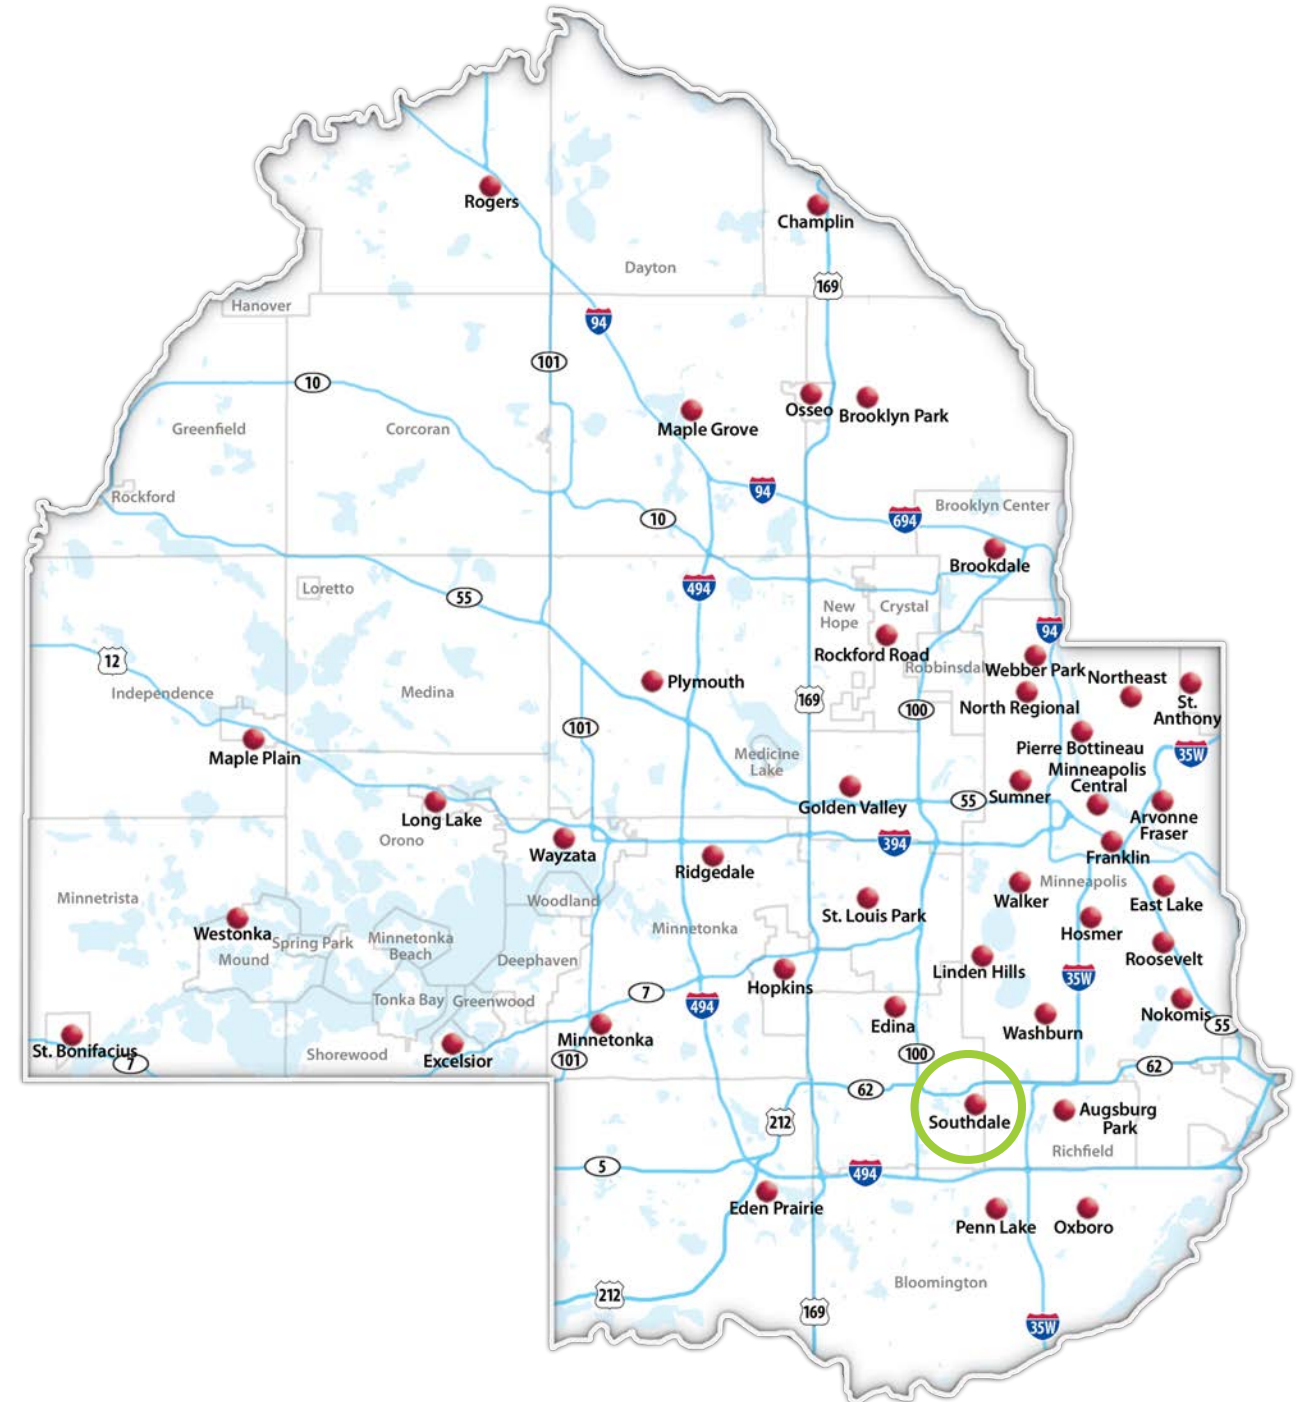 Rogers
Champlin
Dayton
169
Hanover
94
101
10
Osseo
Brooklyn Park
Maple Grove
Greenfield
Corcoran
94
Rockford
Brooklyn Center
10
694
Brookdale
494
Loretto
55
New
Hope
Crystal
94
12
Rockford Road
Robbinsdal
Webber Park
Northeast
Independence
Medina
Plymouth
169
100
North Regional
St.
Anthony
101
Maple Plain
Medicine
Lake
Pierre Bottineau
35W
Minneapolis
Central
Golden Valley
55
Sumner
Long Lake
Arvonne
Fraser
Orono
394
Wayzata
Franklin
Ridgedale
Minneapolis
Minnetrista
Woodland
Walker
East Lake
St. Louis Park
Westonka
Minnetonka
Hosmer
Spring Park
Minnetonka
Beach
Mound
Deephaven
Roosevelt
Linden Hills
35W
Hopkins
7
494
Tonka Bay
Greenwood
Nokomis
55
Edina
Washburn
Minnetonka
St. Bonifacius
7
Shorewood
Excelsior
101
100
62
62
Southdale
212
Augsburg
Park
Richfield
5
494
Eden Prairie
Penn Lake
Oxboro
Bloomington
212
169
35W